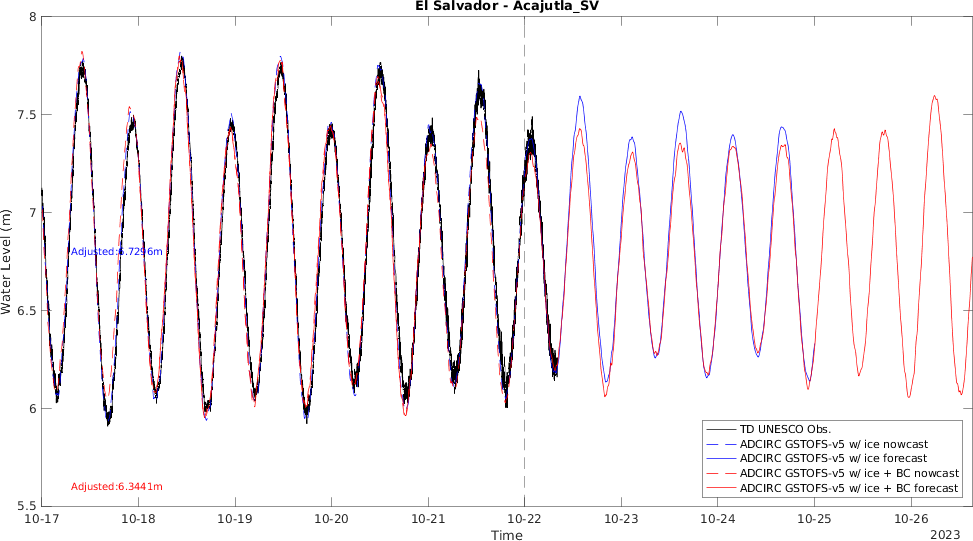 El Salvador - Acajutla_SV
8
7.5
7
6.5
6
5.5
Water Level (m)
Adjusted:6.7296m
Adjusted:6.3441m
TD UNESCO Obs.
ADCIRC GSTOFS-v5 w/ ice nowcast
ADCIRC GSTOFS-v5 w/ ice forecast
ADCIRC GSTOFS-v5 w/ ice + BC nowcast
ADCIRC GSTOFS-v5 w/ ice + BC forecast
10-17 10-18 10-19 10-20 10-21 10-22 10-23 10-24 10-25 10-26
Time
2023